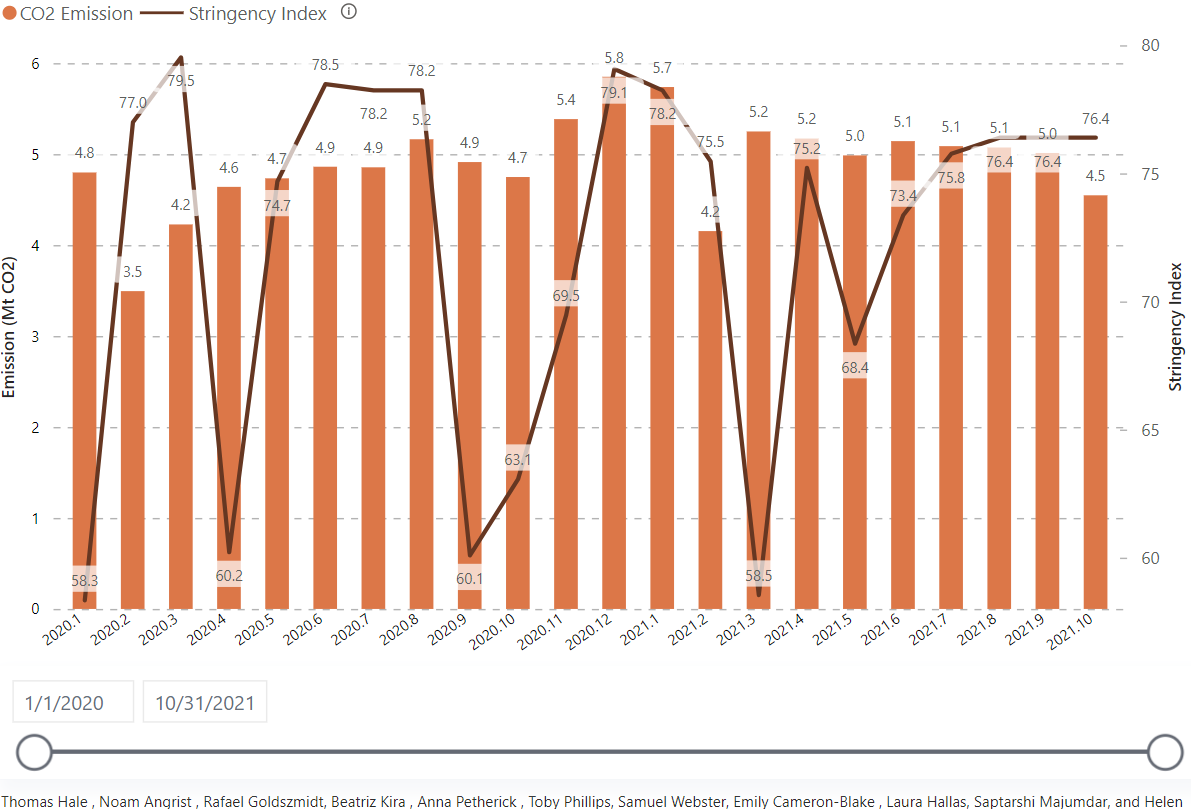 CO2 Emission Stringency Index
80
6 78.5 78.2 5.8 5.7
77.0 79.5 79.1 78.2
5.4 5.2 5.2 5.2 5.1 5.1 5.1 5.0 76.4
5 4.8 4.6 4.7 4.9 4.9 4.9 4.7 75.5 75.2 5.0 76.4 76.4 75
4.2 74.7 4.2 73.4 75.8 4.5
4 3.5
69.5 70
3 68.4
2 63.1 65
1 60
58.3 60.2 60.1 58.5
0
Emission (Mt CO2)
Stringency Index
2020.1 2020.2 2020.3 2020.4 2020.5 2020.6 2020.7 2020.8 2020.9 2020.10 2020.11 2020.12 2021.1 2021.2 2021.3 2021.4 2021.5 2021.6 2021.7 2021.8 2021.9 2021.10
1/1/2020 10/31/2021
Thomas Hale , Noam Angrist , Rafael Goldszmidt, Beatriz Kira , Anna Petherick , Toby Phillips, Samuel Webster, Emily Cameron-Blake , Laura Hallas, Saptarshi Majumdar, and Helen